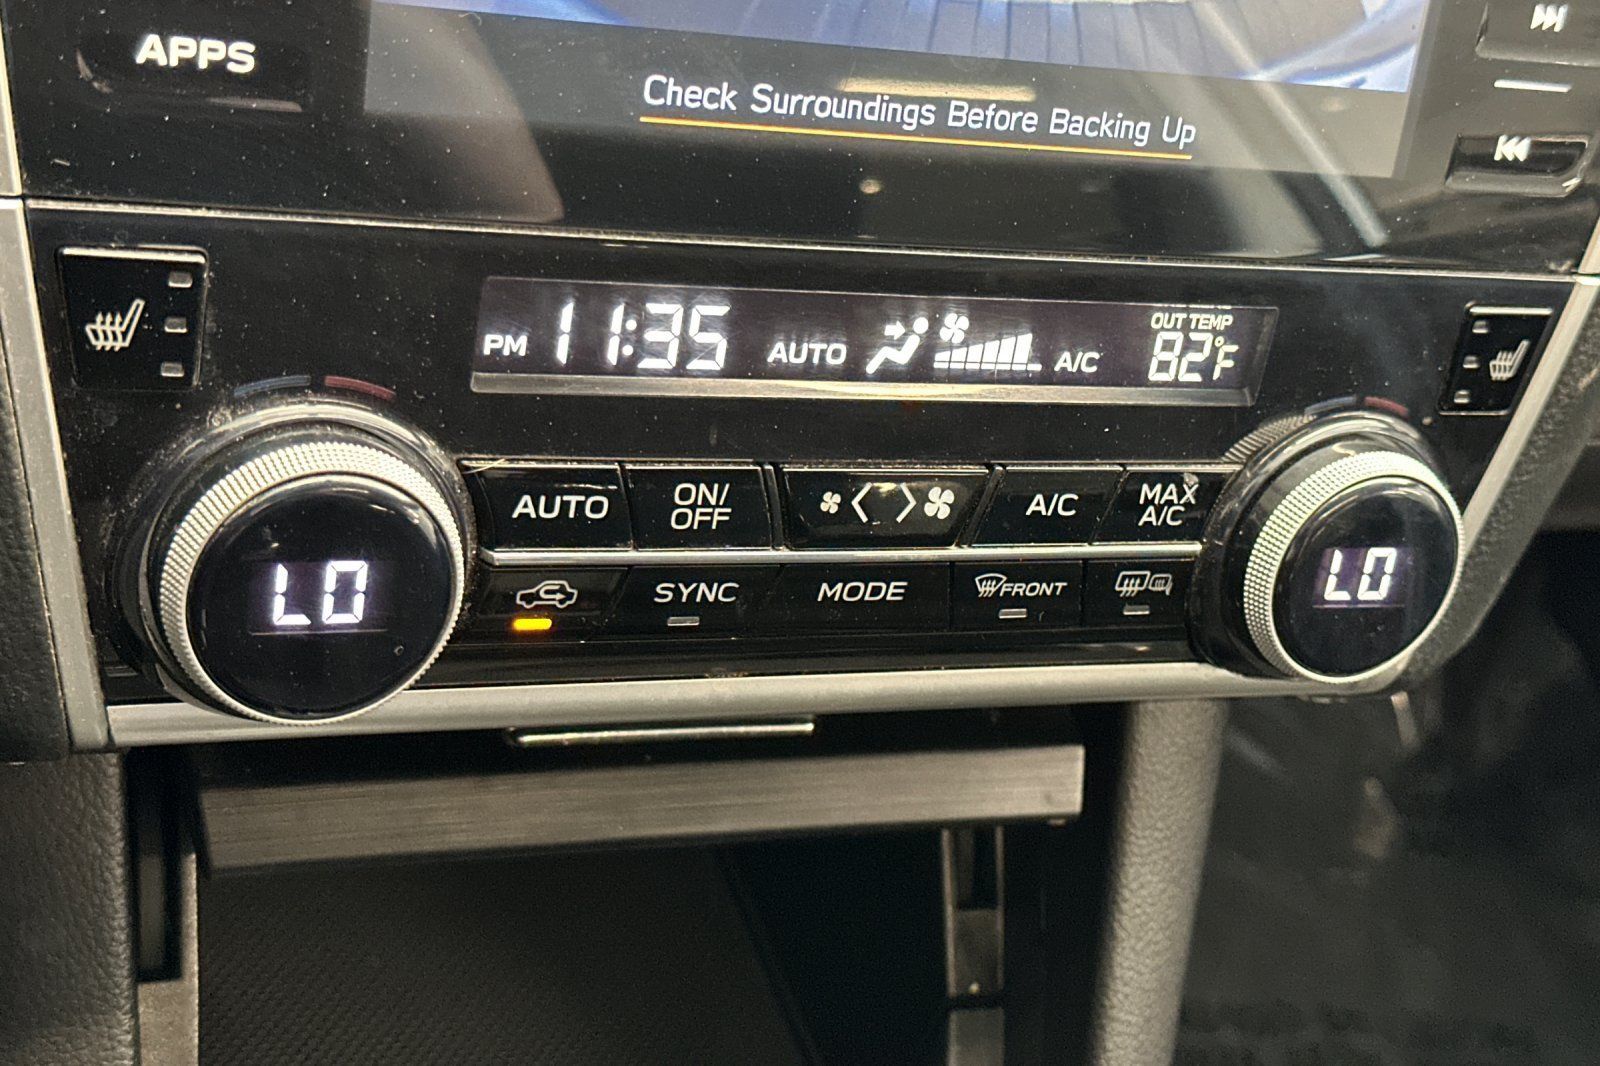 APPS
Check Surroundings Before Backing Up
PM 11:35 AUTO A/C
OUT TEMP
82°F
AUTO
ON/
OFF
A/C
MAX
A/C
LO
LO
SYNC
MODE
FRONT